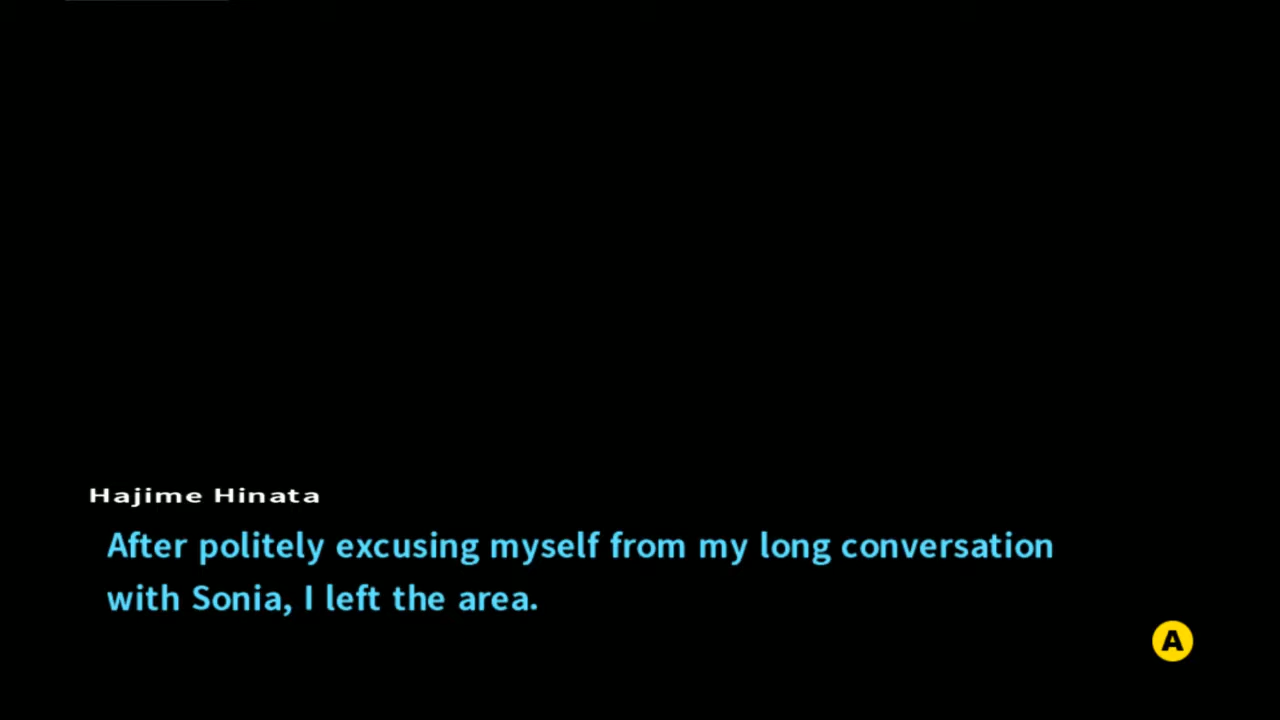 Hajime Hinata
After politely excusing myself from my long conversation
with Sonia, I left the area.
A